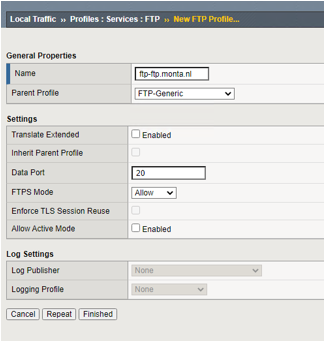 Local Traffic » Profiles : Services : FTP » New FTP Profile...
General Properties
Name ftp-ftp.monta.nl
Parent Profile FTP-Generic
Settings
Translate Extended Enabled
Inherit Parent Profile
Data Port 20
FTPS Mode Allow
Enforce TLS Session Reuse
Allow Active Mode Enabled
Log Settings
Log Publisher None
Logging Profile None
Cancel Repeat Finished